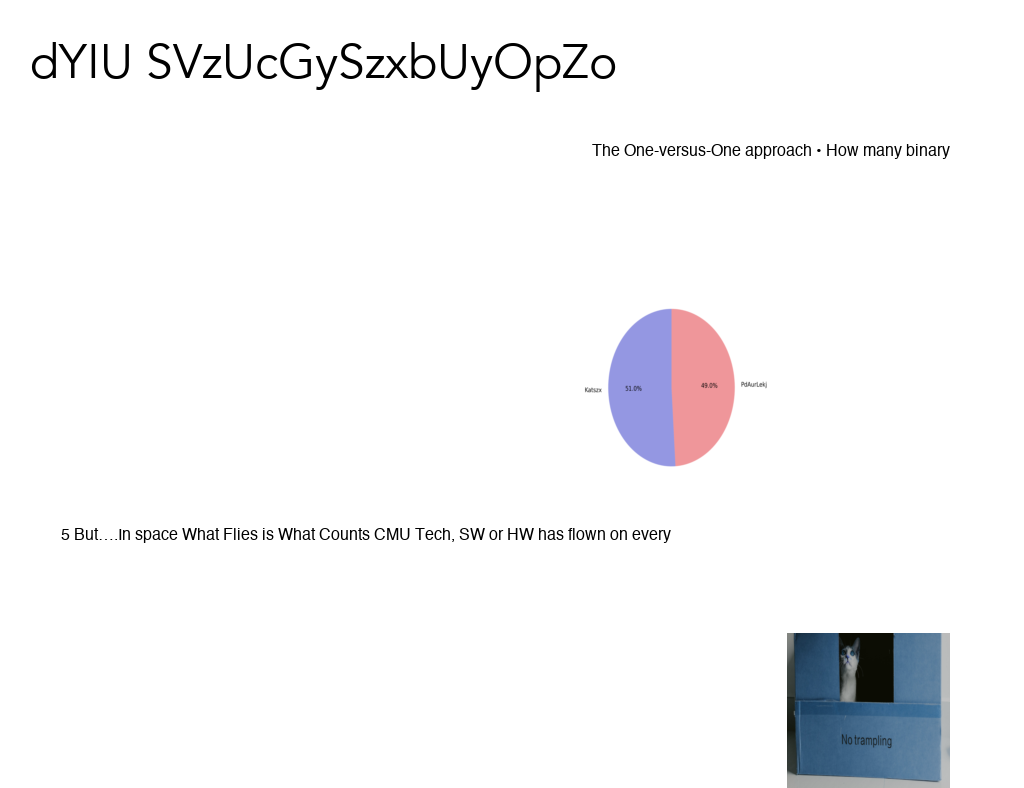 dYIU SVzUcGySzxbUyOpZo
The One-versus-One approach • How many binary
Katszx
51.0%
49.0%
PdAurLekj
5 But….In space What Flies is What Counts CMU Tech, SW or HW has flown on every
No trampling